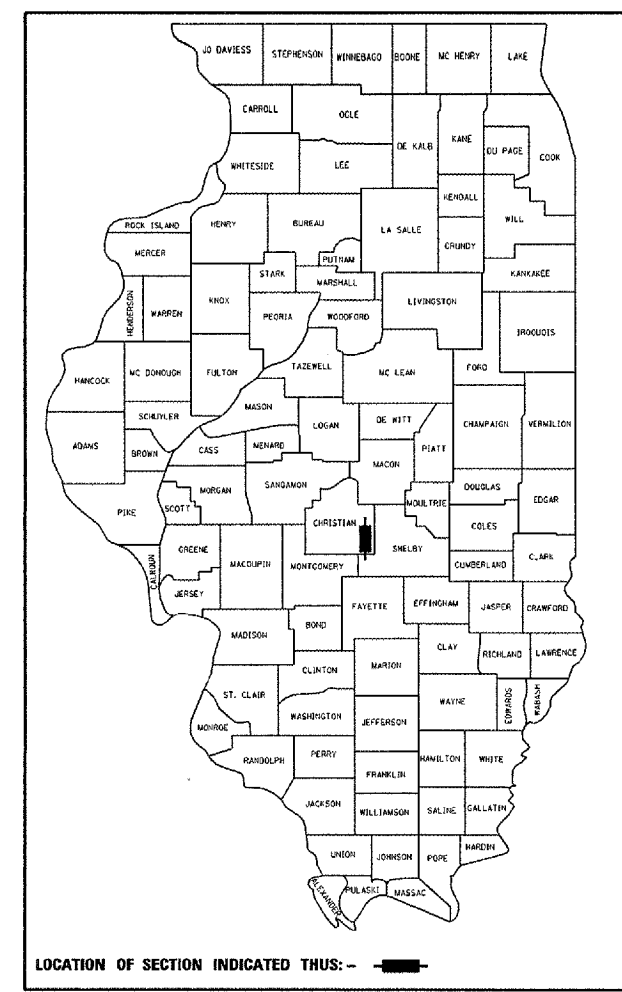 JO DAVIESS STEPHENSON WINNEBAGO BOONE MC HENRY LAKE
CARROLL OGLE DE KALB KANE DU PAGE COOK
WHITESIDE LEE
KENDALL
ROCK ISLAND HENRY BUREAU LA SALLE WILL
MERCER PUTNAM GRUNDY
STARK MARSHALL KANKAKEE
HENDERSON WARREN KNOX PEORIA WOODFORD LIVINGSTON IROQUOIS
HANCOCK MC DONOUGH FULTON TAZEWELL MC LEAN FORD
MASON
SCHUYLER LOGAN DE WITT CHAMPAIGN VERMILION
ADAMS BROWN CASS MENARD PIATT
MACON
PIKE SCOTT MORGAN SANGAMON MOULTRIE DOUGLAS EDGAR
CHRISTIAN COLES
CALHOUN GREENE MACOUPIN MONTGOMERY SHELBY CUMBERLAND CLARK
JERSEY FAYETTE EFFINGHAM JASPER CRAWFORD
MADISON BOND
CLINTON MARION CLAY RICHLAND LAWRENCE
ST. CLAIR WAYNE EDWARDS WABASH
MONROE WASHINGTON JEFFERSON
RANDOLPH PERRY HAMILTON WHITE
FRANKLIN
JACKSON WILLIAMSON SALINE GALLATIN
UNION JOHNSON POPE HARDIN
ALEXANDER PULASKI MASSAC
LOCATION OF SECTION INDICATED THUS: -